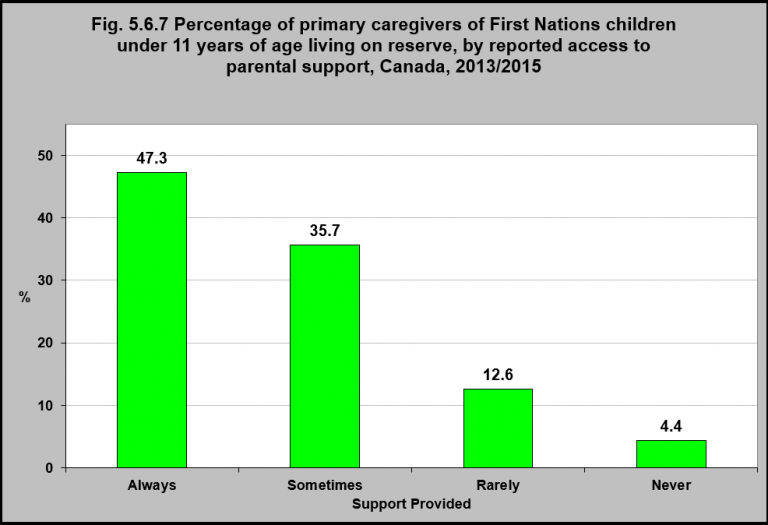 Fig. 5.6.7 Percentage of primary caregivers of First Nations children
under 11 years of age living on reserve, by reported access to
parental support, Canada, 2013/2015
50
40
30
20
10
0
%
47.3
35.7
12.6
4.4
Always Sometimes Rarely Never
Support Provided